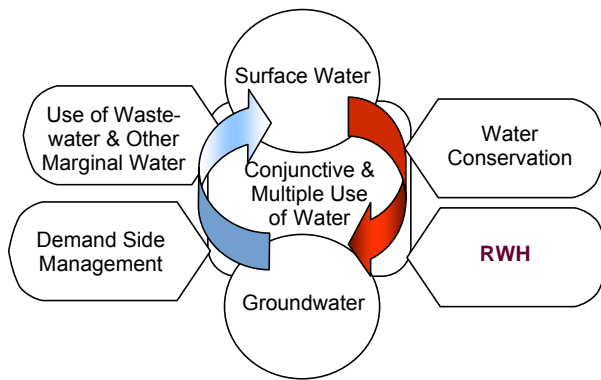 Surface Water
Use of Waste-
water & Other
Marginal Water
Conjunctive &
Multiple Use
of Water
Water
Conservation
Demand Side
Management
RWH
Groundwater